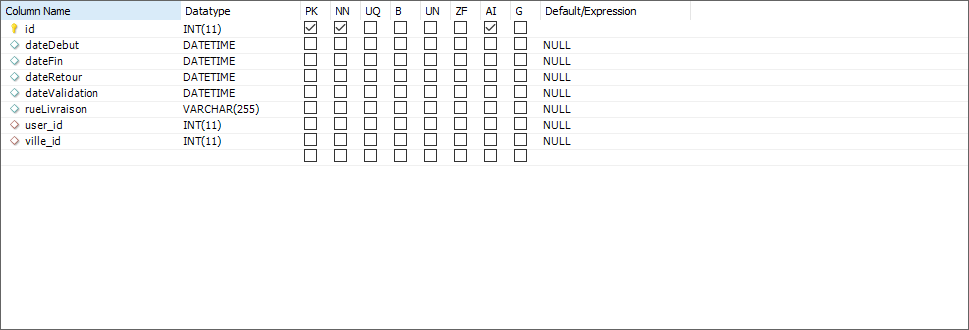 Column Name Datatype PK NN UQ B UN ZF AI G Default/Expression
id INT(11)
dateDebut DATETIME NULL
dateFin DATETIME NULL
dateRetour DATETIME NULL
dateValidation DATETIME NULL
rueLivraison VARCHAR(255) NULL
user_id INT(11) NULL
ville_id INT(11) NULL